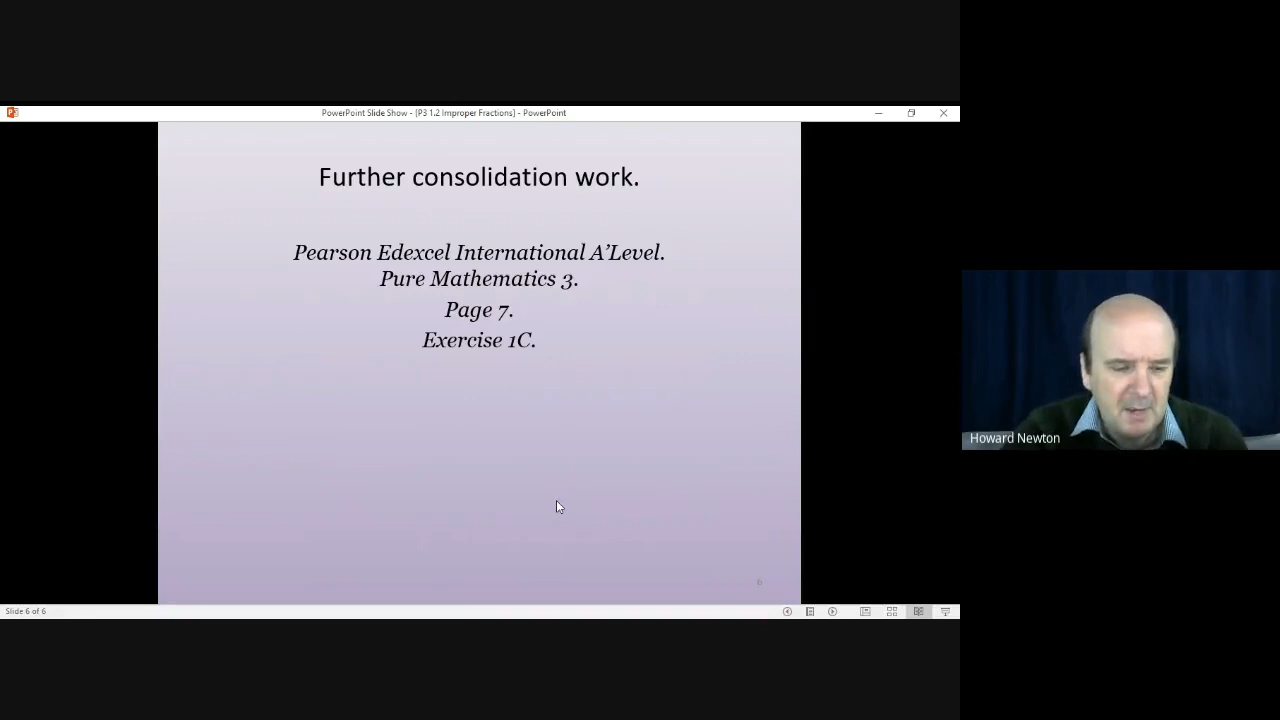 PowerPoint Slide Show - [P3 1.2 Improper Fractions] - PowerPoint
Further consolidation work.
Pearson Edexcel International A’Level.
Pure Mathematics 3.
Page 7.
Exercise 1C.
6
Slide 6 of 6
Howard Newton